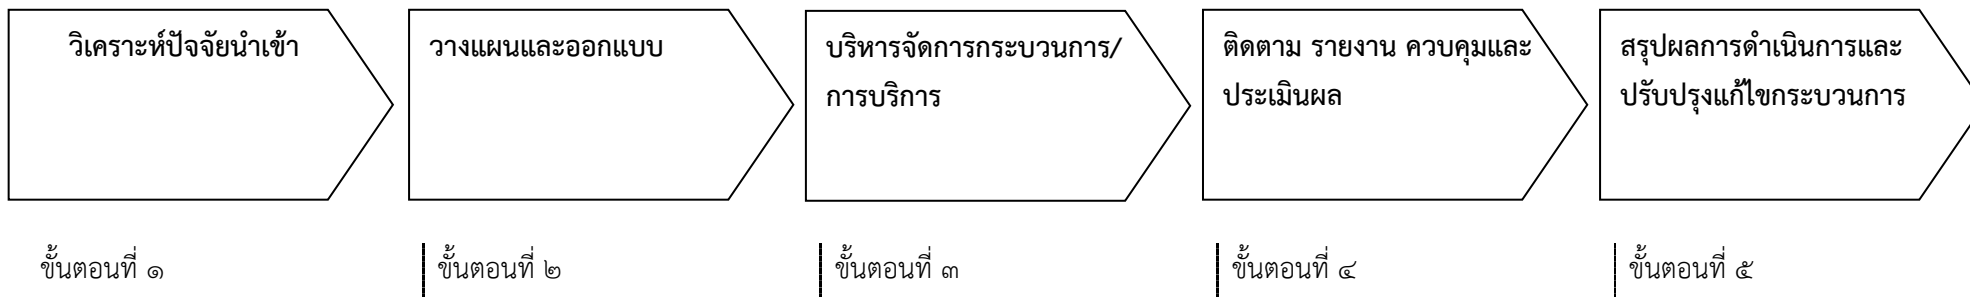 วิเคราะห์ปัจจัยนำเข้า
วางแผนและออกแบบ
บริหารจัดการกระบวนการ/
การบริการ
ติดตาม รายงาน ควบคุมและ
ประเมินผล
สรุปผลการดำเนินการและ
ปรับปรุงแก้ไขกระบวนการ
ขั้นตอนที่ ๑
ขั้นตอนที่ ๒
ขั้นตอนที่ ๓
ขั้นตอนที่ ๔
ขั้นตอนที่ ๕